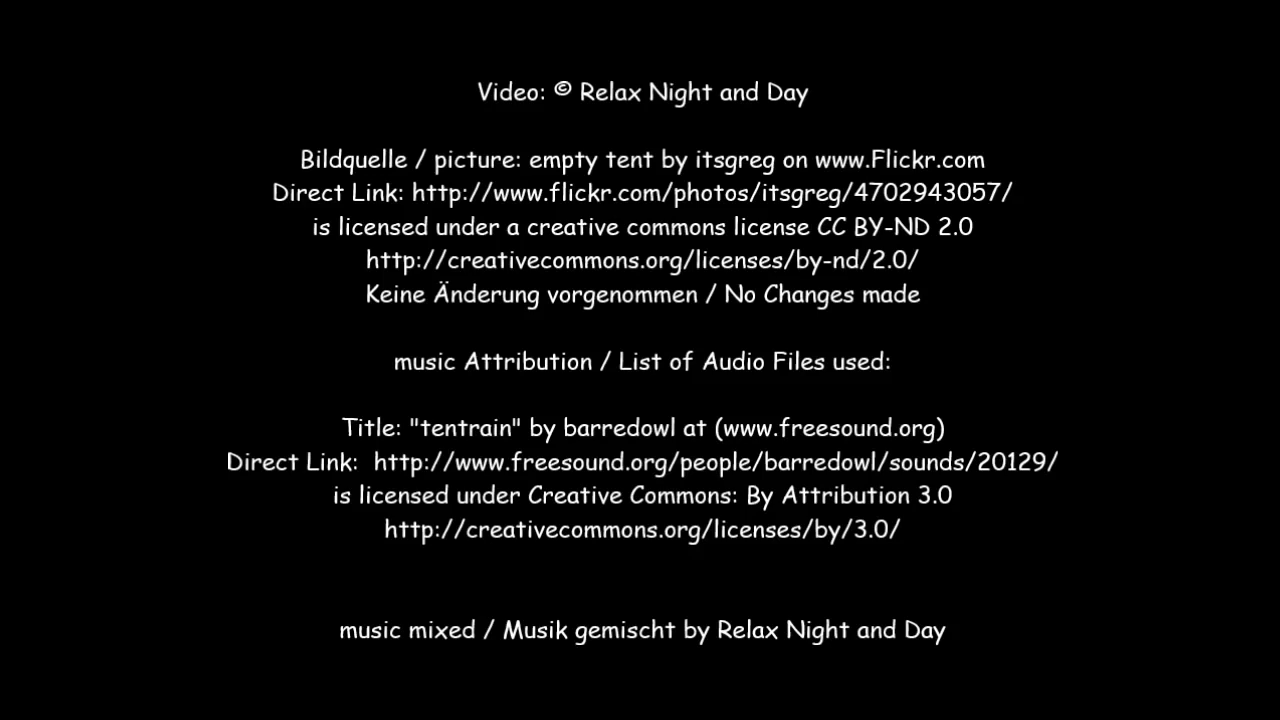 Video: © Relax Night and Day
Bildquelle / picture: empty tent by itsgreg on www.Flickr.com
Direct Link: http://www.flickr.com/photos/itsgreg/4702943057/
is licensed under a creative commons license CC BY-ND 2.0
http://creativecommons.org/licenses/by-nd/2.0/
Keine Änderung vorgenommen / No Changes made
music Attribution / List of Audio Files used:
Title: "tentrain" by barredowl at (www.freesound.org)
Direct Link:  http://www.freesound.org/people/barredowl/sounds/20129/
is licensed under Creative Commons: By Attribution 3.0
http://creativecommons.org/licenses/by/3.0/
music mixed / Musik gemischt by Relax Night and Day